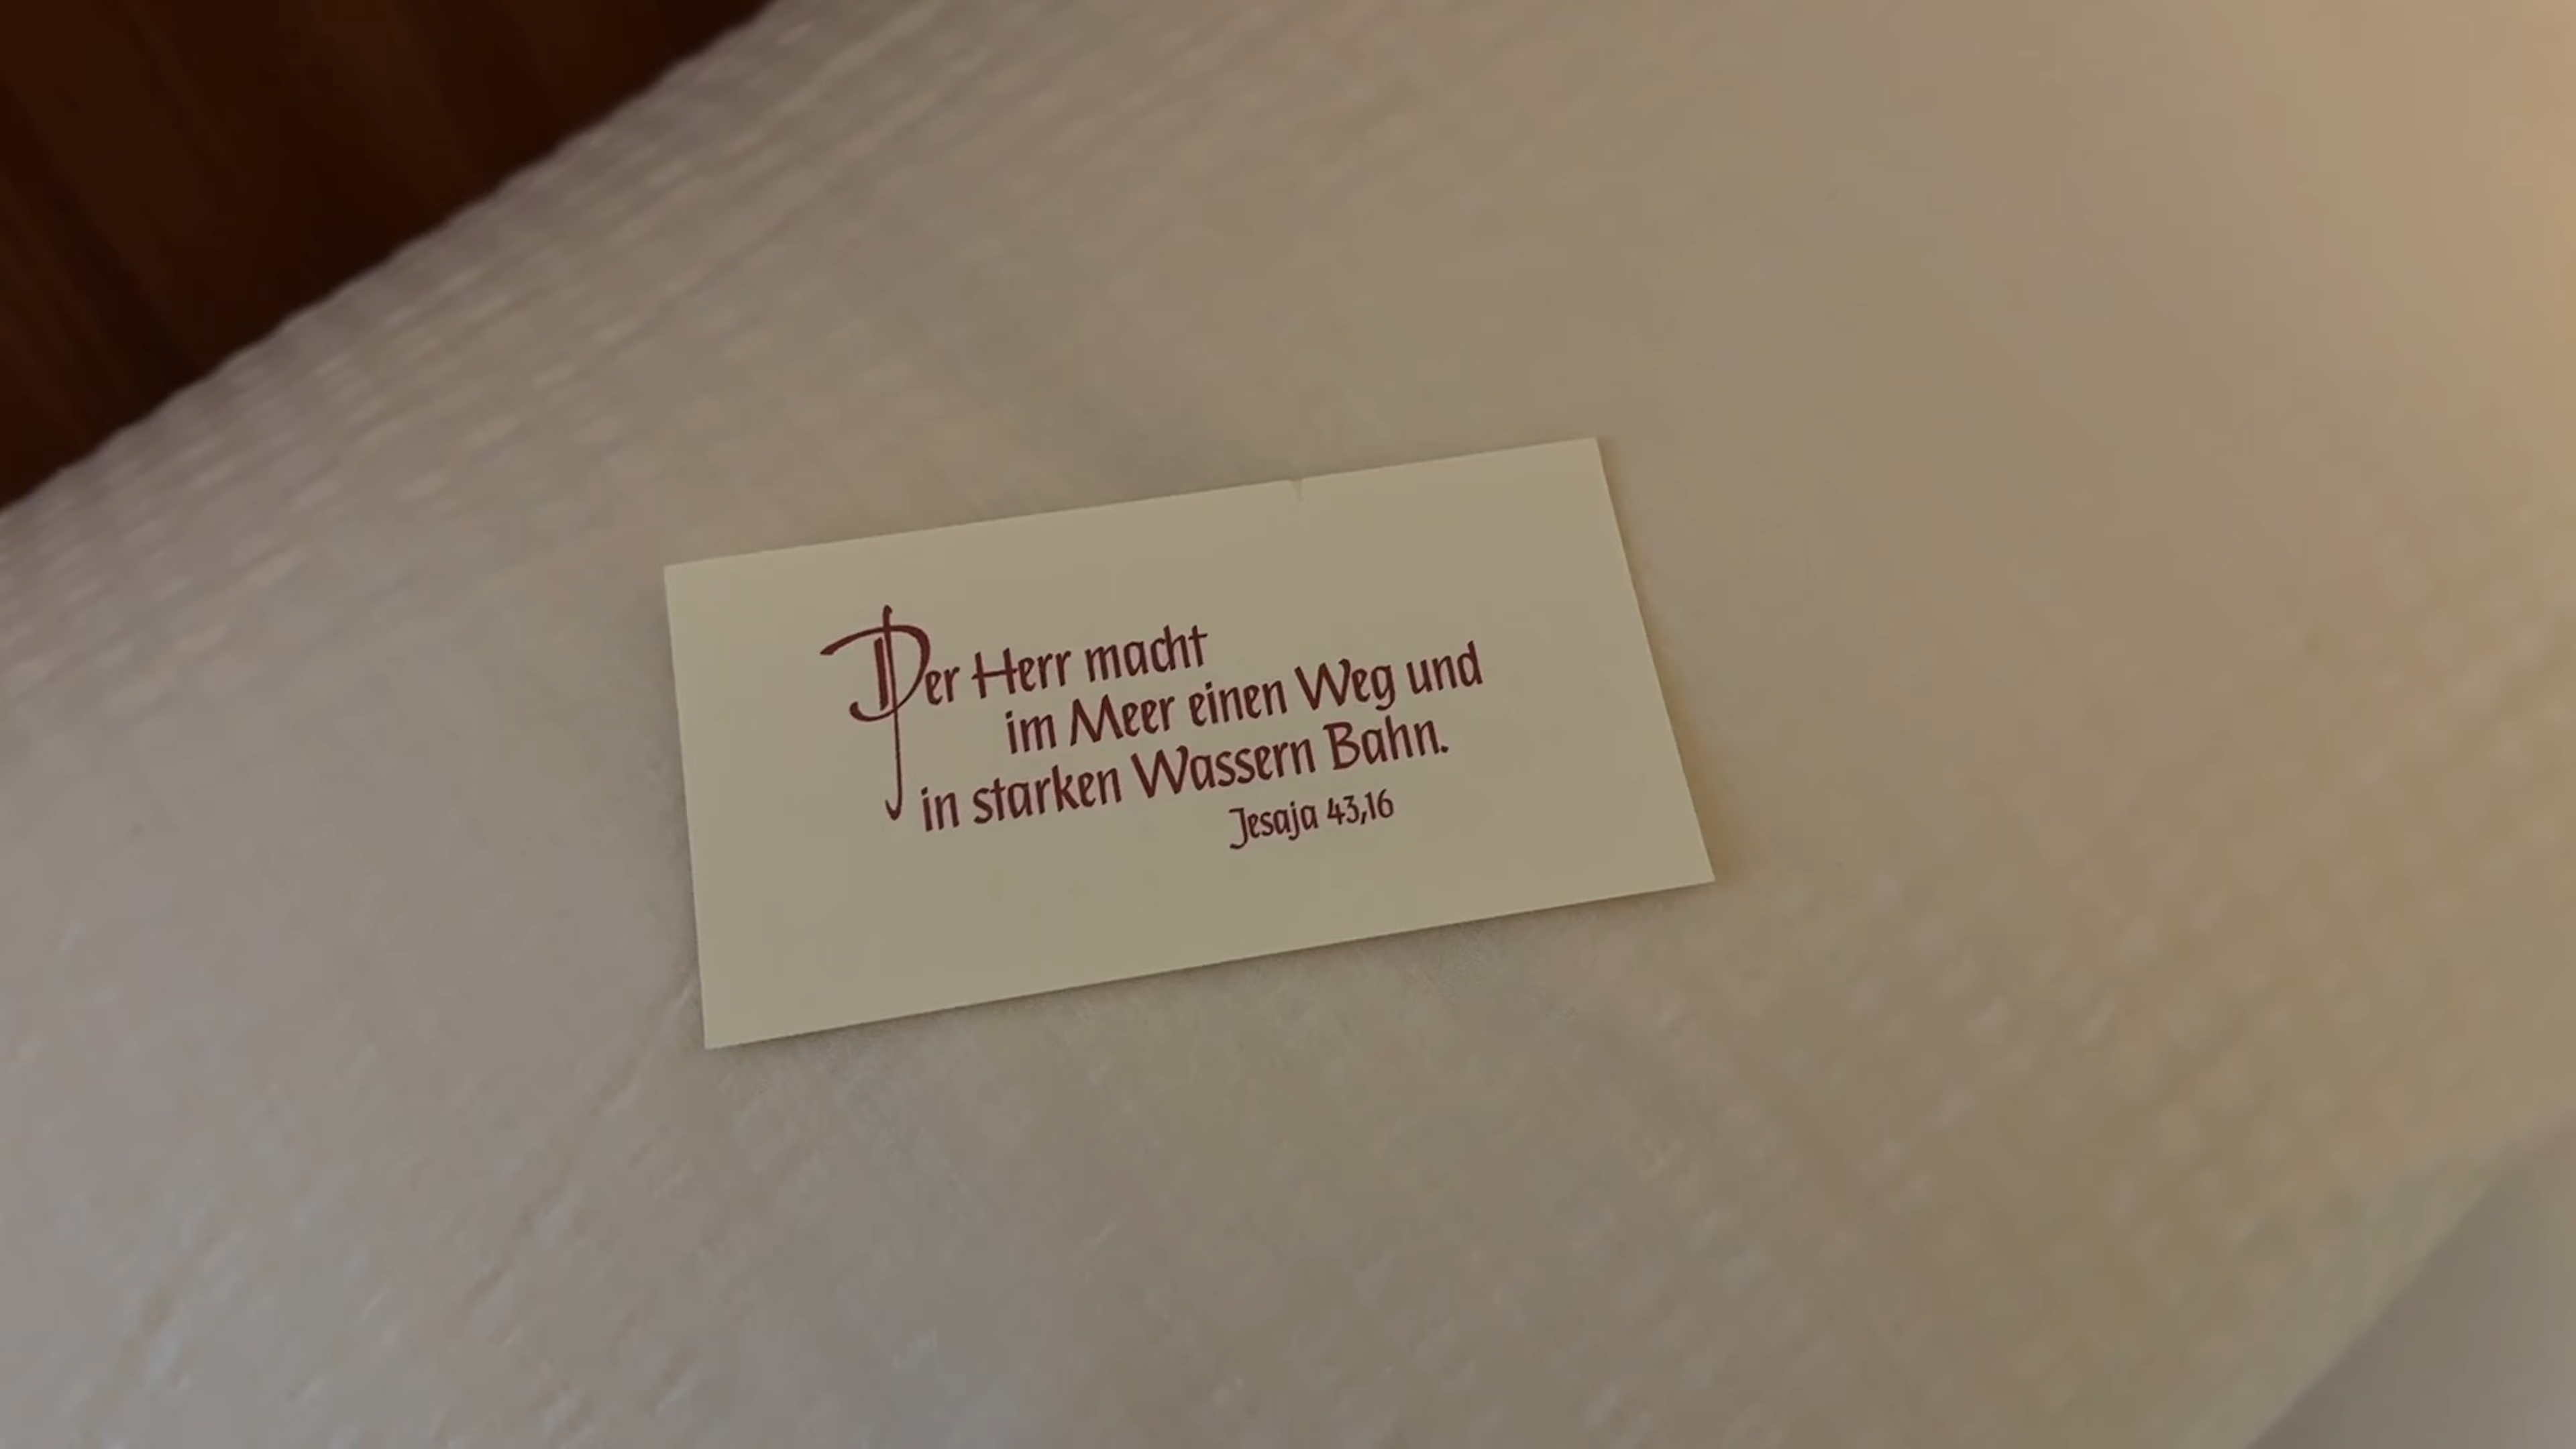 Der Herr macht
im Meer einen Weg und
in starken Wassern Bahn.
Jesaja 43,16